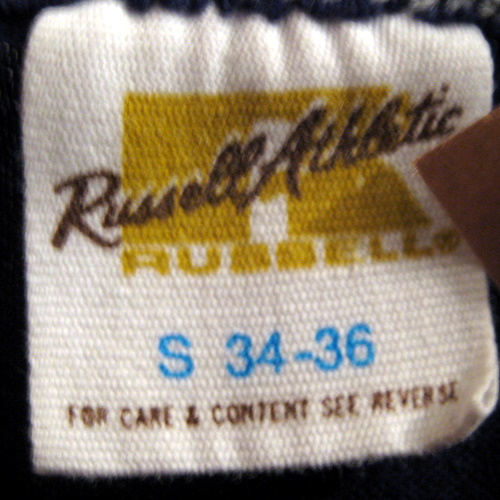 Russell Athletic
RUSSELL®
S 34-36
FOR CARE & CONTENT SEE REVERSE